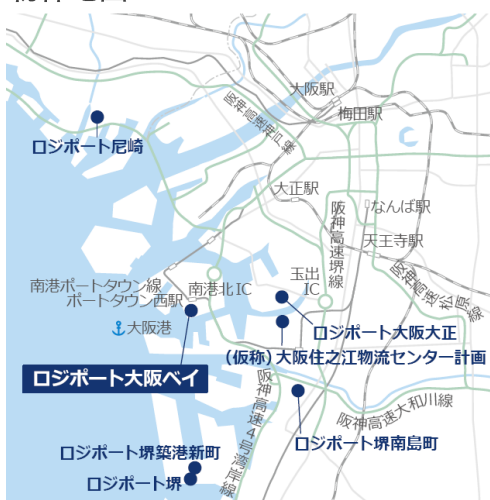 大阪駅
梅田駅
阪神高速神戸線
ロジポート尼崎
大正駅
なんば駅
阪神高速堺線
天王寺駅
阪神高速松原線
南港ポートタウン線
ポートタウン西駅
南港北IC
玉出
IC
大阪港
ロジポート大阪大正
(仮称)大阪住之江物流センター計画
ロジポート大阪ベイ
阪神高速4号湾岸線
阪神高速大和川線
ロジポート堺南島町
ロジポート堺築港新町
ロジポート堺